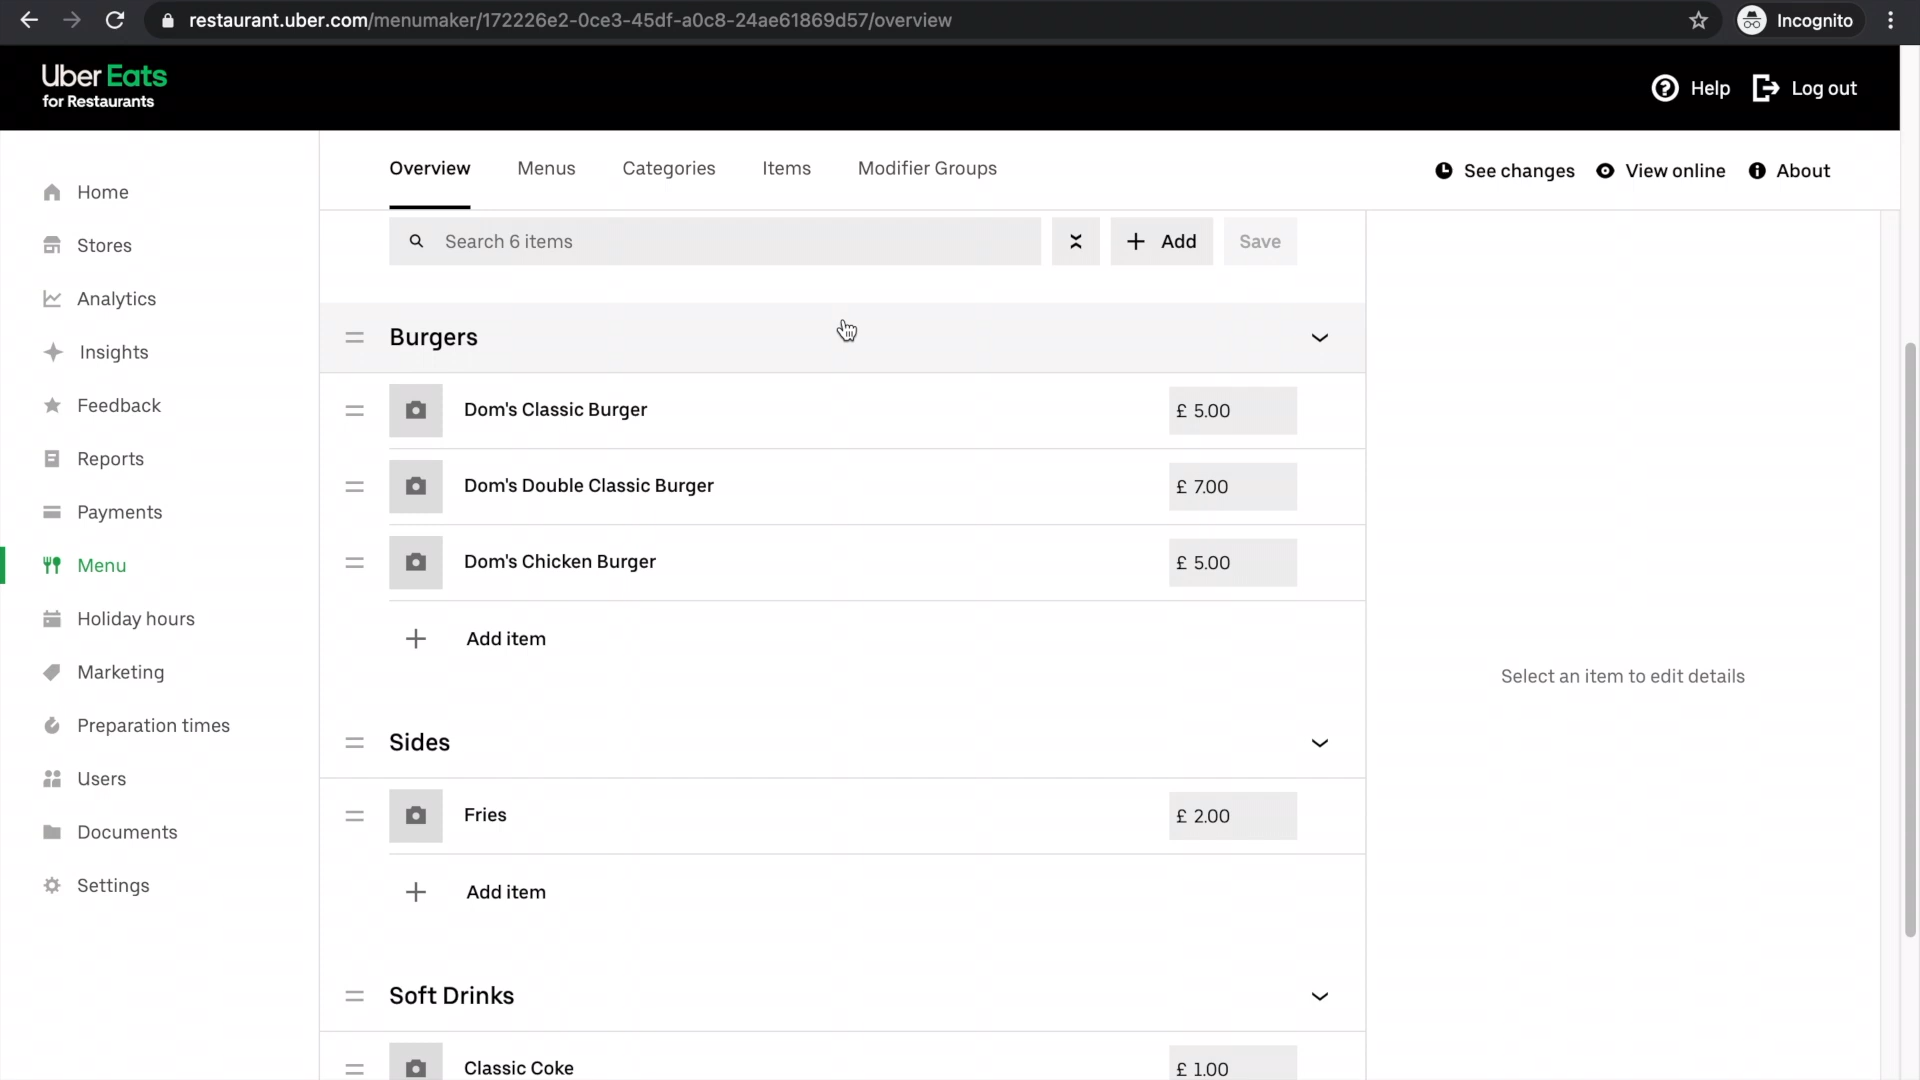 restaurant.uber.com/menumaker/172226e2-0ce3-45df-a0c8-24ae61869d57/overview
Incognito
Uber Eats
for Restaurants
Help
Log out
Overview
Menus
Categories
Items
Modifier Groups
See changes
View online
About
Home
Stores
Analytics
Insights
Feedback
Reports
Payments
Menu
Holiday hours
Marketing
Preparation times
Users
Documents
Settings
Search 6 items
Add
Save
Burgers
Dom's Classic Burger
£ 5.00
Dom's Double Classic Burger
£ 7.00
Dom's Chicken Burger
£ 5.00
Add item
Sides
Fries
£ 2.00
Add item
Soft Drinks
Classic Coke
£ 1.00
Select an item to edit details